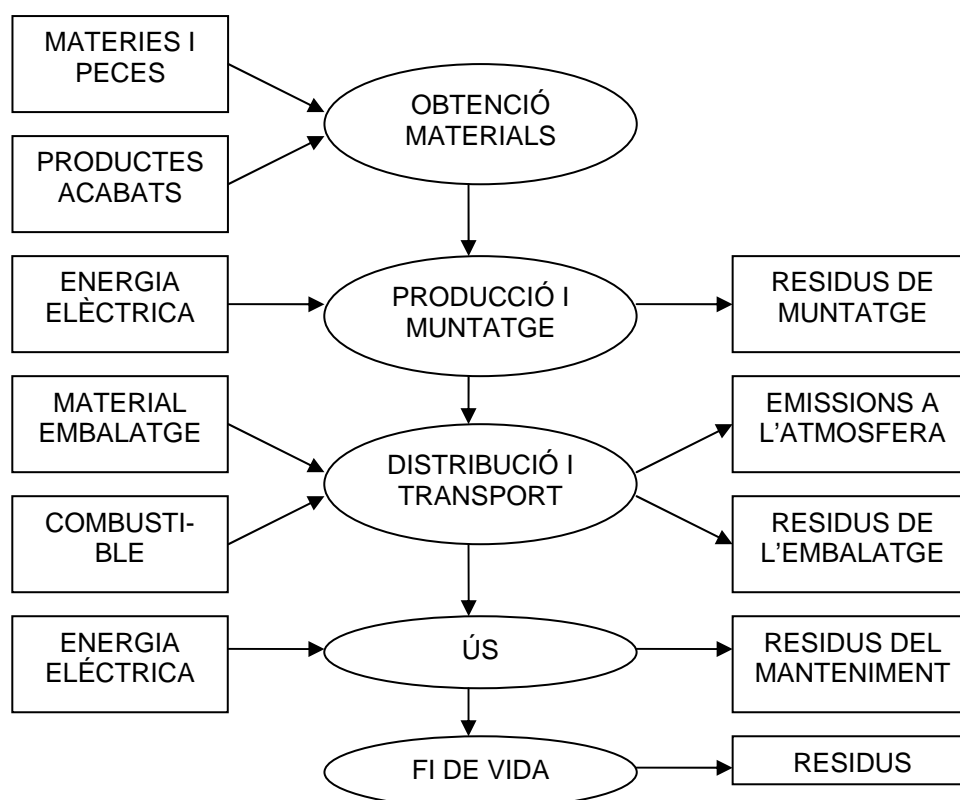 MATERIES I
PECES
OBTENCIÓ
MATERIALS
PRODUCTES
ACABATS
ENERGIA
ELÈCTRICA
PRODUCCIÓ I
MUNTATGE
RESIDUS DE
MUNTATGE
MATERIAL
EMBALATGE
EMISSIONS A
L'ATMOSFERA
DISTRIBUCIÓ I
TRANSPORT
COMBUSTI-
BLE
RESIDUS DE
L'EMBALATGE
ENERGIA
ELÉCTRICA
ÚS
RESIDUS DEL
MANTENIMENT
FI DE VIDA
RESIDUS